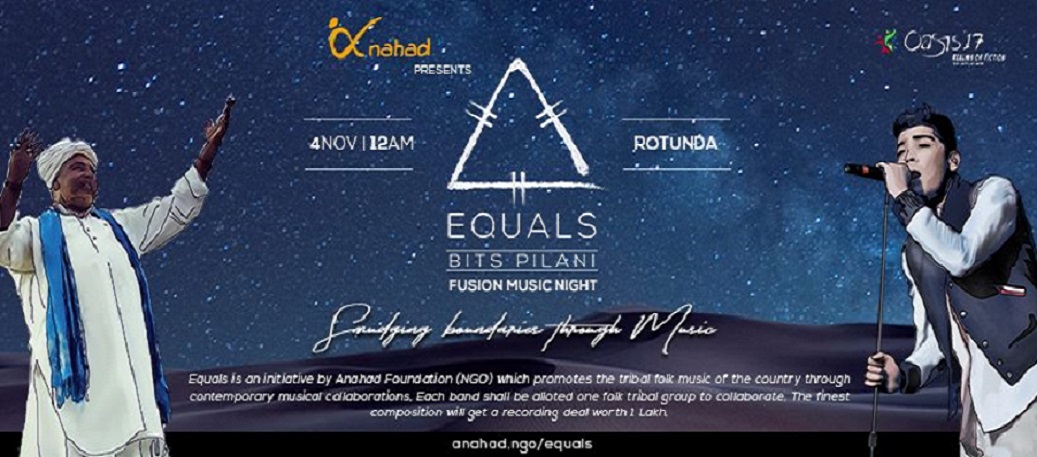 αnahad
PRESENTS
Oasis17
4NOV | 12AM
ROTUNDA
EQUALS
BITS PILANI
FUSION MUSIC NIGHT
Smudging boundaries through Music
Equals is an initiative by Anahad Foundation (NGO) which promotes the tribal folk music of the country through
contemporary musical collaborations. Each band shall be alloted one folk tribal group to collaborate. The finest
composition will get a recording deal worth 1 Lakh.
anahad.ngo/equals